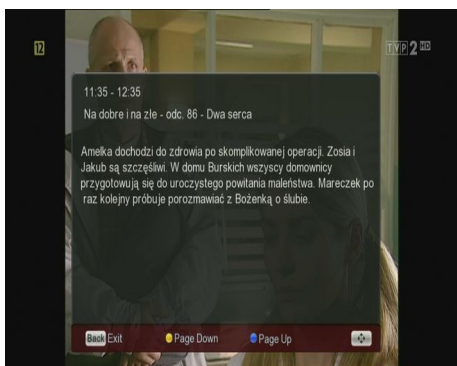 12
TVP 2 HD
11:35 - 12:35
Na dobre i na złe - odc. 86 - Dwa serca
Amelka dochodzi do zdrowia po skomplikowanej operacji. Zosia i
Jakub są szczęśliwi. W domu Burskich wszyscy domownicy
przygotowują się do uroczystego powitania maleństwa. Mareczek po
raz kolejny próbuje porozmawiać z Bożenką o ślubie.
Back Exit Page Down Page Up